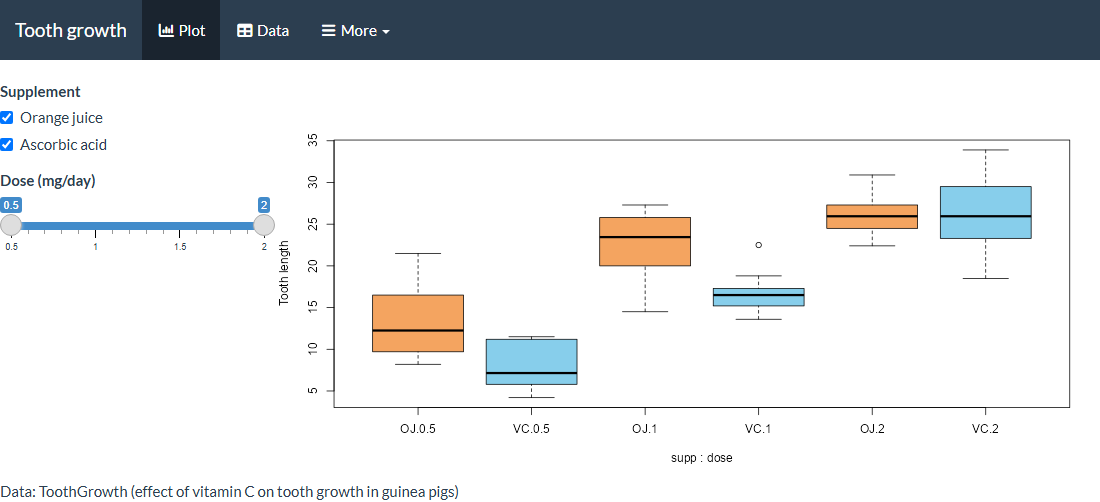 Tooth growth Plot Data More
Supplement
Orange juice
Ascorbic acid
Dose (mg/day)
0.5 2
0.5 1 1.5 2
Tooth length
35
30
25
20
15
10
5
OJ.0.5 VC.0.5 OJ.1 VC.1 OJ.2 VC.2
supp : dose
Data: ToothGrowth (effect of vitamin C on tooth growth in guinea pigs)